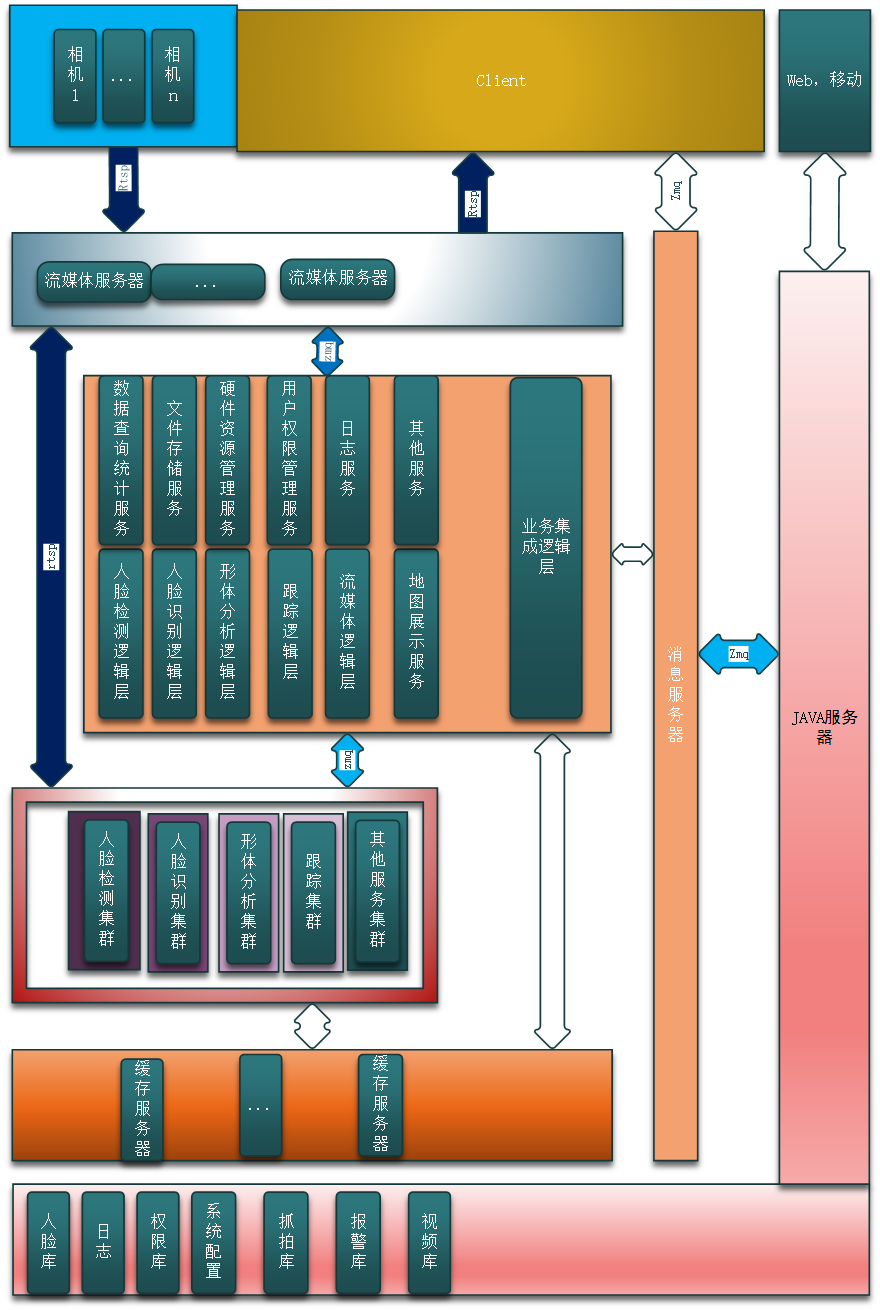 相机1
...
相机n
Client
Web，移动
Rtsp
Rtsp
Zmq
流媒体服务器
...
流媒体服务器
zmq
数据查询统计服务
文件存储服务
硬件资源管理服务
用户权限管理服务
日志服务
其他服务
业务集
成逻辑
层
人脸检测逻辑层
人脸识别逻辑层
形体分析逻辑层
跟踪逻辑层
流媒体逻辑层
地图展示服务
rtsp
消息服务器
Zmq
JAVA服务
器
zmq
人脸检测集群
人脸识别集群
形体分析集群
跟踪集群
其他服务集群
缓存服务器
...
缓存服务器
人脸库
日志
权限库
系统配置
抓拍库
报警库
视频库